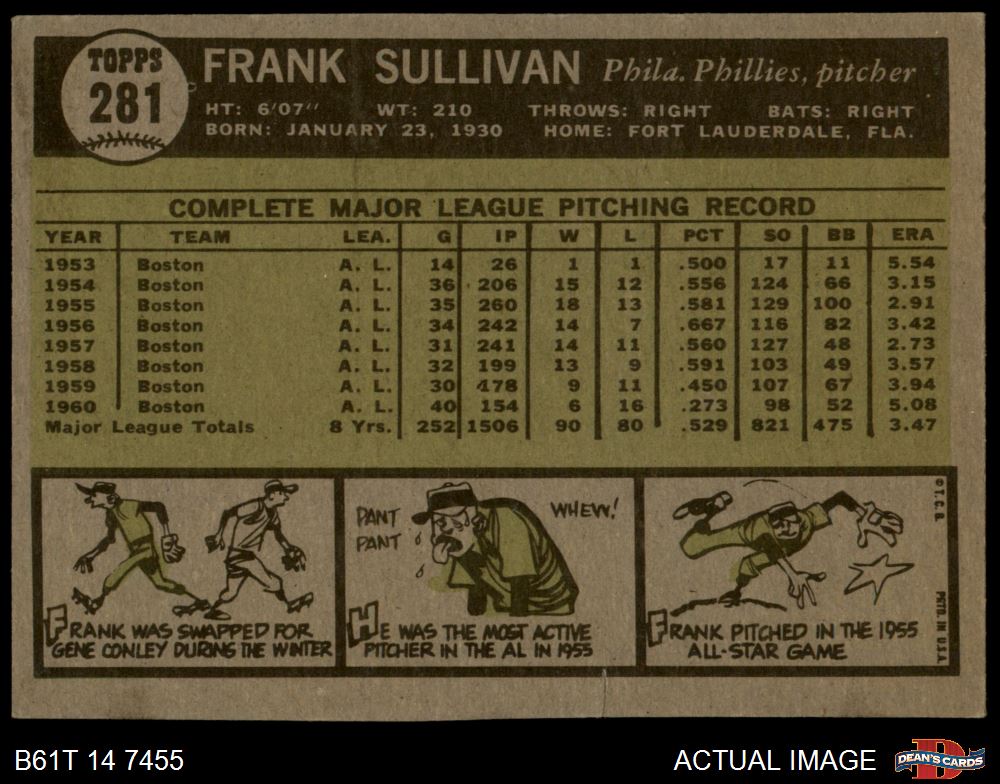 TOPPS
281
FRANK SULLIVAN Phila. Phillies, pitcher
HT: 6'07" WT: 210 THROWS: RIGHT BATS: RIGHT
BORN: JANUARY 23, 1930 HOME: FORT LAUDERDALE, FLA.
COMPLETE MAJOR LEAGUE PITCHING RECORD
YEAR TEAM LEA. G IP W L PCT SO BB ERA
1953 Boston A. L. 14 26 1 1 .500 17 11 5.54
1954 Boston A. L. 36 206 15 12 .556 124 66 3.15
1955 Boston A. L. 35 260 18 13 .581 129 100 2.91
1956 Boston A. L. 34 242 14 7 .667 116 82 3.42
1957 Boston A. L. 31 241 14 11 .560 127 48 2.73
1958 Boston A. L. 32 199 13 9 .591 103 49 3.57
1959 Boston A. L. 30 178 9 11 .450 107 67 3.94
1960 Boston A. L. 40 154 6 16 .273 98 52 5.08
Major League Totals 8 Yrs. 252 1506 90 80 .529 821 475 3.47
FRANK WAS SWAPPED FOR
GENE CONLEY DURING THE WINTER
PANT
PANT
WHEW!
HE WAS THE MOST ACTIVE
PITCHER IN THE AL IN 1955
FRANK PITCHED IN THE 1955
ALL-STAR GAME
© T.C.G.
PRTD. IN U.S.A.
B61T 14 7455
ACTUAL IMAGE
D
DEAN'S CARDS